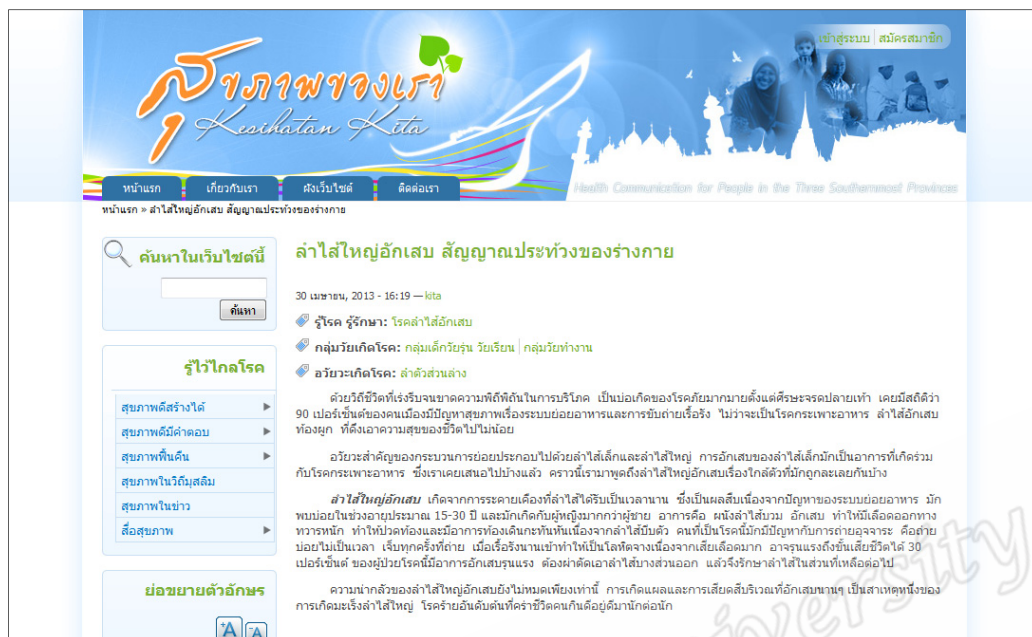 เข้าสู่ระบบ สมัครสมาชิก
สุขภาพของเรา
Kesihatan Kita
หน้าแรก เกี่ยวกับเรา ผังเว็บไซต์ ติดต่อเรา
Health Communication for People in the Three Southernmost Provinces
หน้าแรก » ลำไส้ใหญ่อักเสบ สัญญาณประท้วงของร่างกาย
ค้นหาในเว็บไซต์นี้
ค้นหา
รู้ไว้ไกลโรค
สุขภาพดีสร้างได้
สุขภาพดีมีคำตอบ
สุขภาพฟื้นคืน
สุขภาพในวิถีมุสลิม
สุขภาพในข่าว
สื่อสุขภาพ
ย่อขยายตัวอักษร
+A -A
ลำไส้ใหญ่อักเสบ สัญญาณประท้วงของร่างกาย
30 เมษายน, 2013 - 16:19 — kita
รู้โรค รู้รักษา: โรคลำไส้อักเสบ
กลุ่มวัยเกิดโรค: กลุ่มเด็กวัยรุ่น วัยเรียน กลุ่มวัยทำงาน
อวัยวะเกิดโรค: ลำตัวส่วนล่าง
ด้วยวิถีชีวิตที่เร่งรีบจนขาดความพิถีพิถันในการบริโภค เป็นบ่อเกิดของโรคภัยมากมายตั้งแต่ศีรษะจรดปลายเท้า เคยมีสถิติว่า
90 เปอร์เซ็นต์ของคนเมืองมีปัญหาสุขภาพเรื่องระบบย่อยอาหารและการขับถ่ายเรื้อรัง ไม่ว่าจะเป็นโรคกระเพาะอาหาร ลำไส้อักเสบ
ท้องผูก ที่ดึงเอาความสุขของชีวิตไปไม่น้อย
อวัยวะสำคัญของกระบวนการย่อยประกอบไปด้วยลำไส้เล็กและลำไส้ใหญ่ การอักเสบของลำไส้เล็กมักเป็นอาการที่เกิดร่วม
กับโรคกระเพาะอาหาร ซึ่งเราเคยเสนอไปบ้างแล้ว คราวนี้เรามาพูดถึงลำไส้ใหญ่อักเสบเรื่องใกล้ตัวที่มักถูกละเลยกันบ้าง
ลำไส้ใหญ่อักเสบ เกิดจากการระคายเคืองที่ลำไส้ได้รับเป็นเวลานาน ซึ่งเป็นผลสืบเนื่องจากปัญหาของระบบย่อยอาหาร มัก
พบบ่อยในช่วงอายุประมาณ 15-30 ปี และมักเกิดกับผู้หญิงมากกว่าผู้ชาย อาการคือ ผนังลำไส้บวม อักเสบ ทำให้มีเลือดออกทาง
ทวารหนัก ทำให้ปวดท้องและมีอาการท้องเดินกะทันหันเนื่องจากลำไส้บีบตัว คนที่เป็นโรคนี้มักมีปัญหากับการถ่ายอุจจาระ คือถ่าย
บ่อยไม่เป็นเวลา เจ็บทุกครั้งที่ถ่าย เมื่อเรื้อรังนานเข้าทำให้เป็นโลหิตจางเนื่องจากเสียเลือดมาก อาจรุนแรงถึงขั้นเสียชีวิตได้ 30
เปอร์เซ็นต์ ของผู้ป่วยโรคนี้มีอาการอักเสบรุนแรง ต้องผ่าตัดเอาลำไส้บางส่วนออก แล้วจึงรักษาลำไส้ในส่วนที่เหลือต่อไป
ความน่ากลัวของลำไส้ใหญ่อักเสบยังไม่หมดเพียงเท่านี้ การเกิดแผลและการเสียดสีบริเวณที่อักเสบนานๆ เป็นสาเหตุหนึ่งของ
การเกิดมะเร็งลำไส้ใหญ่ โรคร้ายอันดับต้นที่คร่าชีวิตคนกินดีอยู่ดีมานักต่อนัก